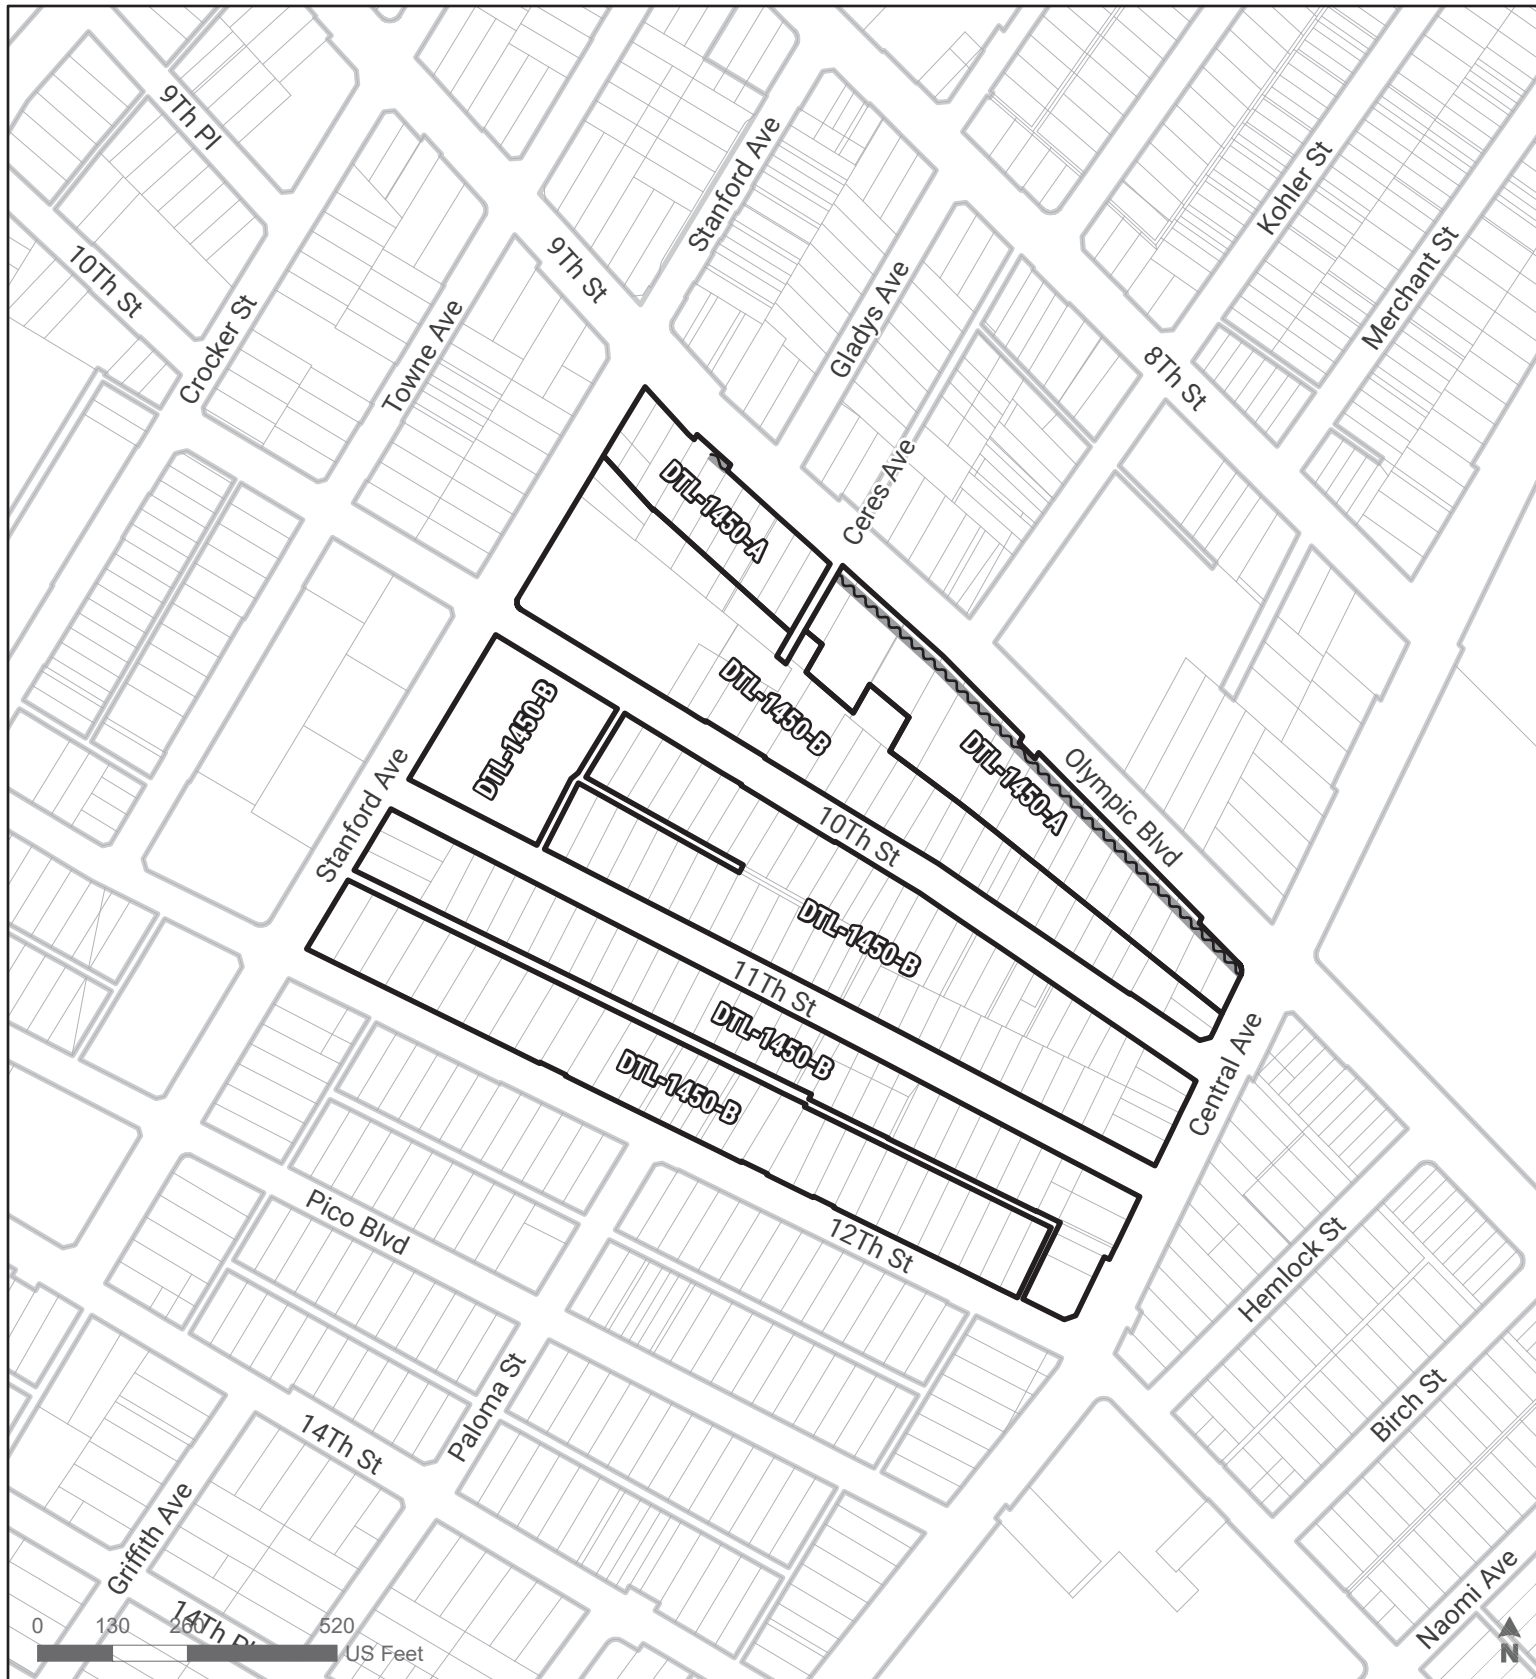 9Th Pl
Stanford Ave
Kohler St
Merchant St
10Th St
9Th St
Gladys Ave
Crocker St
Towne Ave
8Th St
Ceres Ave
DTL-1450-A
DTL-1450-B
DTL-1450-B
DTL-1450-A
Olympic Blvd
Stanford Ave
10Th St
DTL-1450-B
11Th St
DTL-1450-B
DTL-1450-B
Central Ave
Pico Blvd
12Th St
Hemlock St
Paloma St
Birch St
14Th St
Griffith Ave
Naomi Ave
14Th Pl
0 130 260 520
US Feet
N